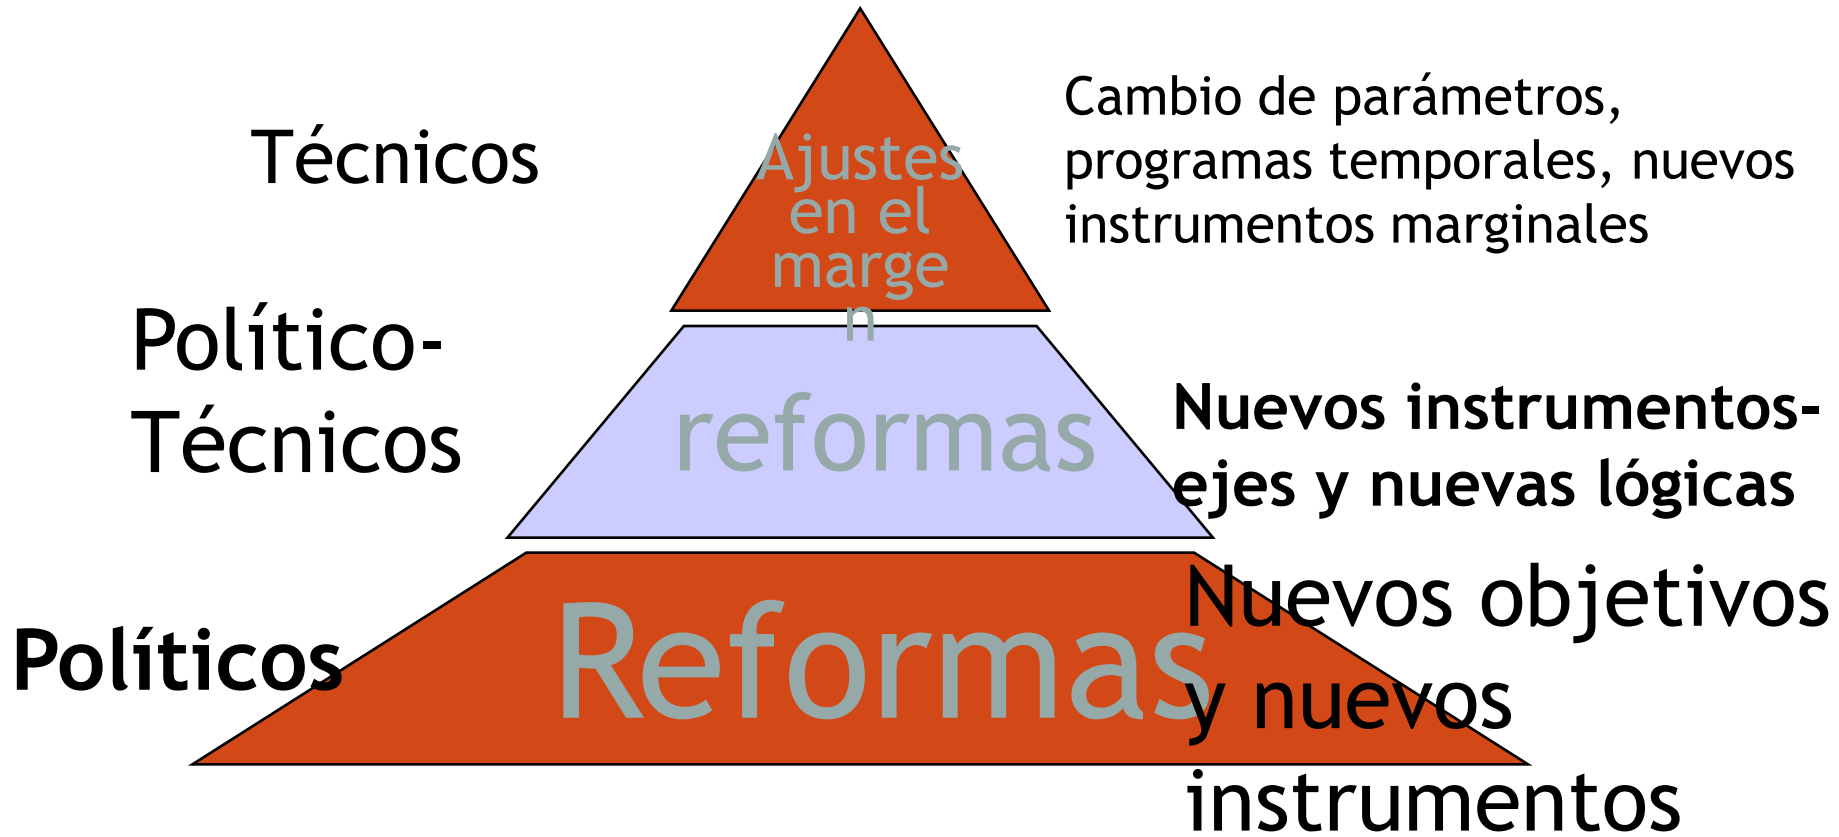 Técnicos
Ajustes
en el
marge
n
Cambio de parámetros,
programas temporales, nuevos
instrumentos marginales
Político-
Técnicos
reformas
Nuevos instrumentos-
ejes y nuevas lógicas
Políticos
Reformas
Nuevos objetivos
y nuevos
instrumentos